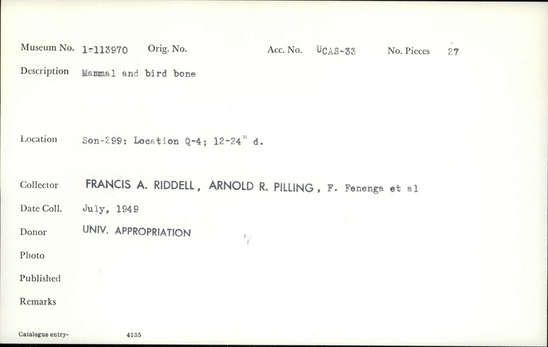 Museum No. 1-113970 Orig. No. Acc. No. UCAS-33 No. Pieces 27
Description Mammal and bird bone
Location Son-299: Location Q-4; 12-24" d.
Collector FRANCIS A. RIDDELL, ARNOLD R. PILLING, F. Fenenga et al
Date Coll. July, 1949
Donor UNIV. APPROPRIATION
Photo
Published
Remarks
Catalogue entry- 4135